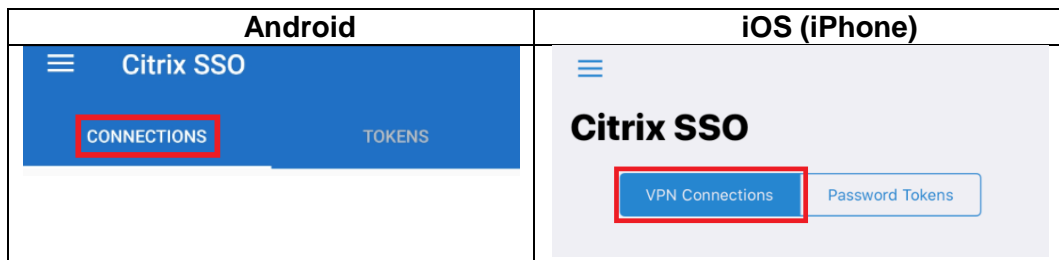 Android
iOS (iPhone)
Citrix SSO
CONNECTIONS
TOKENS
Citrix SSO
VPN Connections
Password Tokens